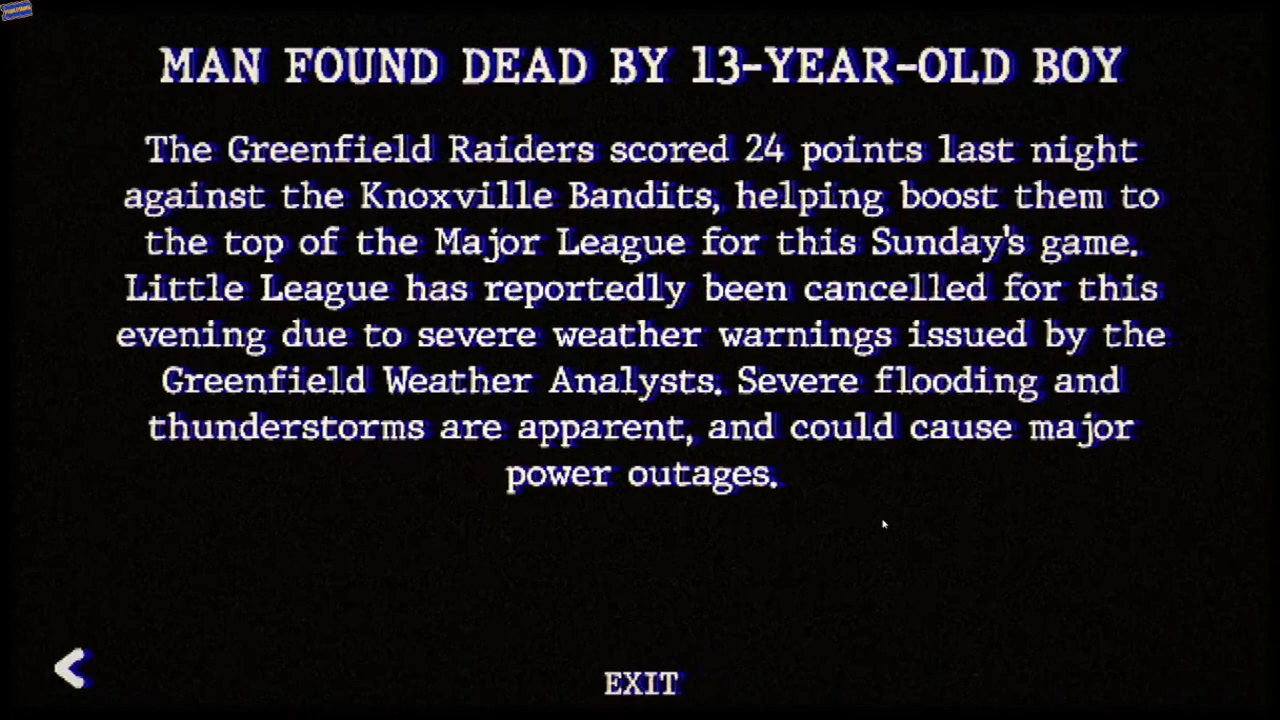 MAN FOUND DEAD BY 13-YEAR-OLD BOY
The Greenfield Raiders scored 24 points last night
against the Knoxville Bandits, helping boost them to
the top of the Major League for this Sunday's game.
Little League has reportedly been cancelled for this
evening due to severe weather warnings issued by the
Greenfield Weather Analysts. Severe flooding and
thunderstorms are apparent, and could cause major
power outages.
<
EXIT